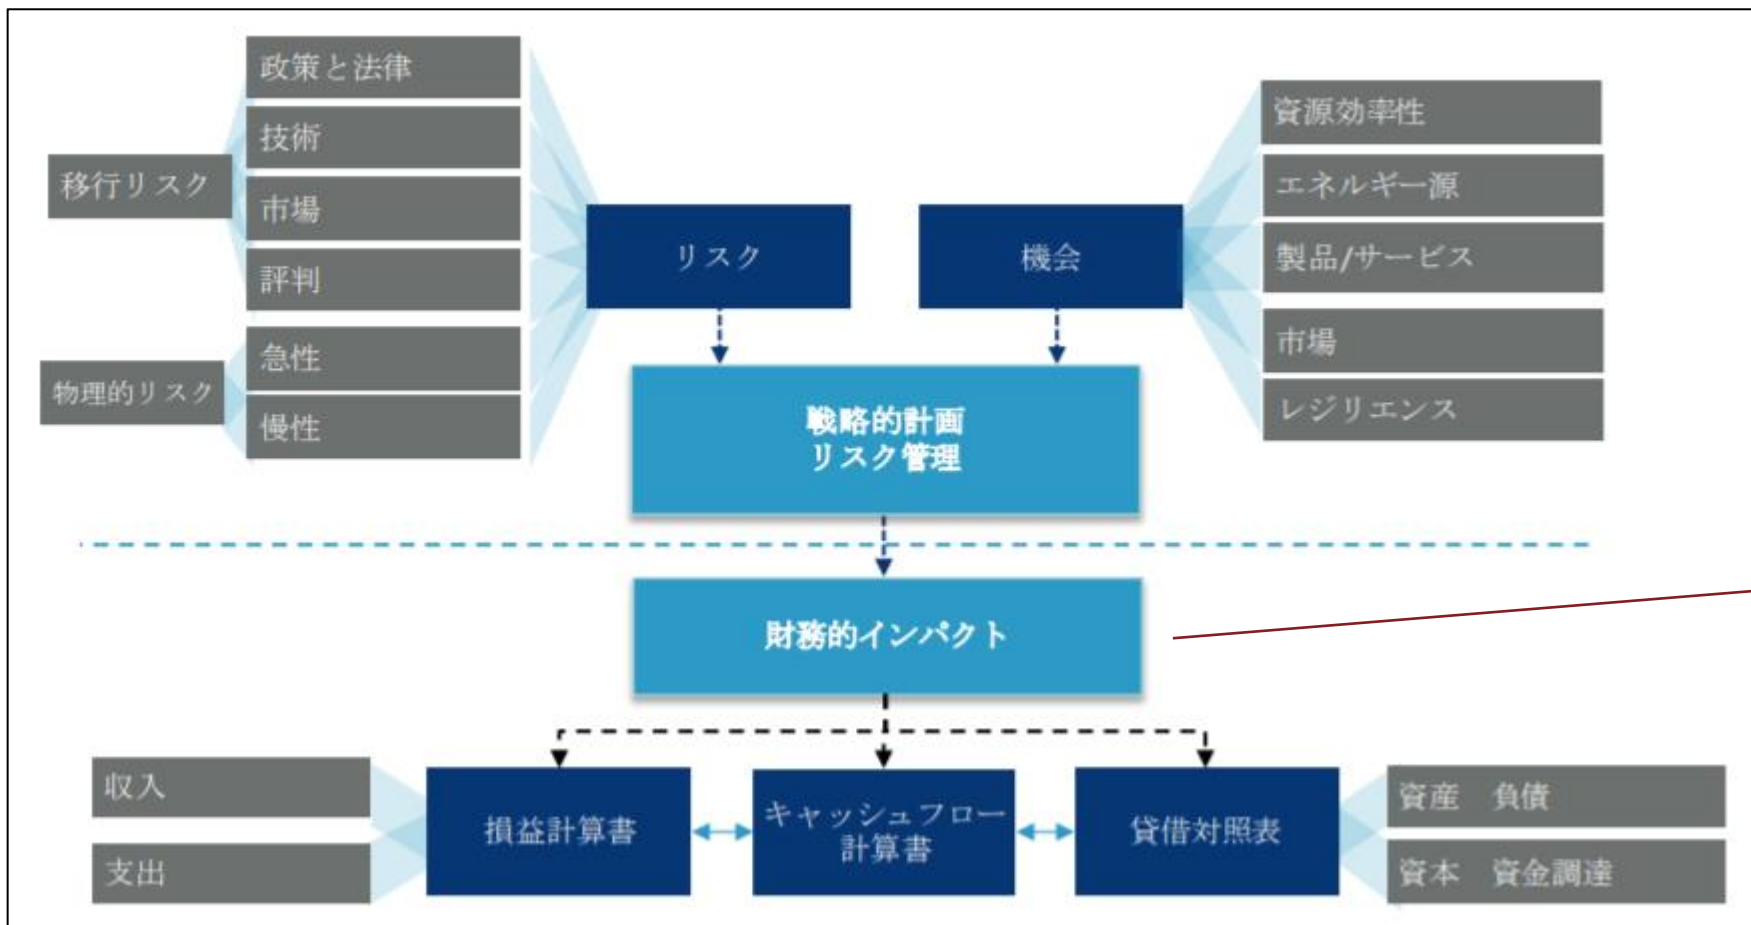 政策と法律
技術
市場
評判
移行リスク
急性
慢性
物理的リスク
リスク
機会
資源効率性
エネルギー源
製品/サービス
市場
レジリエンス
戦略的計画
リスク管理
財務的インパクト
収入
支出
損益計算書
キャッシュフロー
計算書
貸借対照表
資産　負債
資本　資金調達